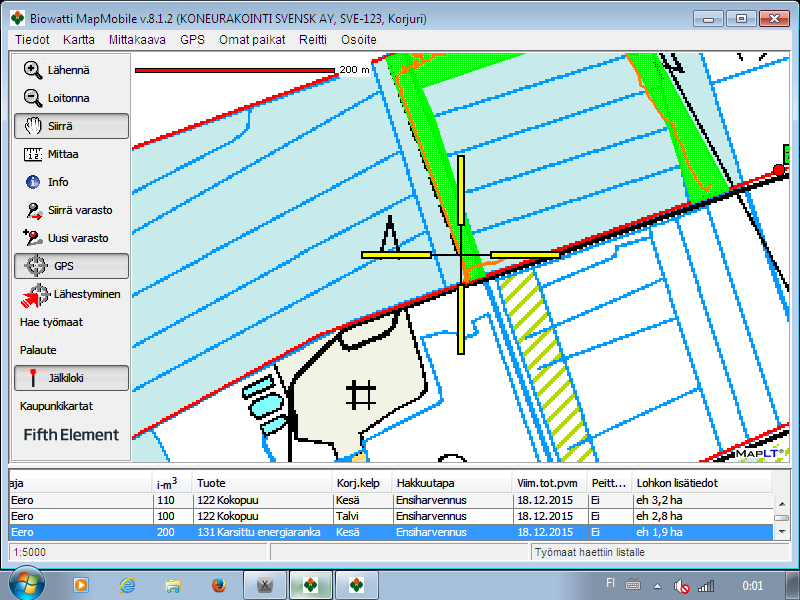 Biowatti MapMobile v.8.1.2 (KONEURAKOINTI SVENSK AY, SVE-123, Korjuri)
Tiedot Kartta Mittakaava GPS Omat paikat Reitti Osoite
200 m
Lähennä
Loitonna
Siirrä
Mittaa
Info
Siirrä varasto
Uusi varasto
GPS
Lähestyminen
Hae työmaat
Palaute
Jälkiloki
Kaupunkikartat
Fifth Element
MAPLT®
aja i-m3 Tuote Korj.kelp Hakkuutapa Viim.tot.pvm Peitt... Lohkon lisätiedot
Eero 110 122 Kokopuu Kesä Ensiharvennus 18.12.2015 Ei eh 3,2 ha
Eero 100 122 Kokopuu Talvi Ensiharvennus 18.12.2015 Ei eh 2,8 ha
Eero 200 131 Karsittu energiaranka Kesä Ensiharvennus 18.12.2015 Ei eh 1,9 ha
1:5000 Työmaat haettiin listalle
FI 0:01